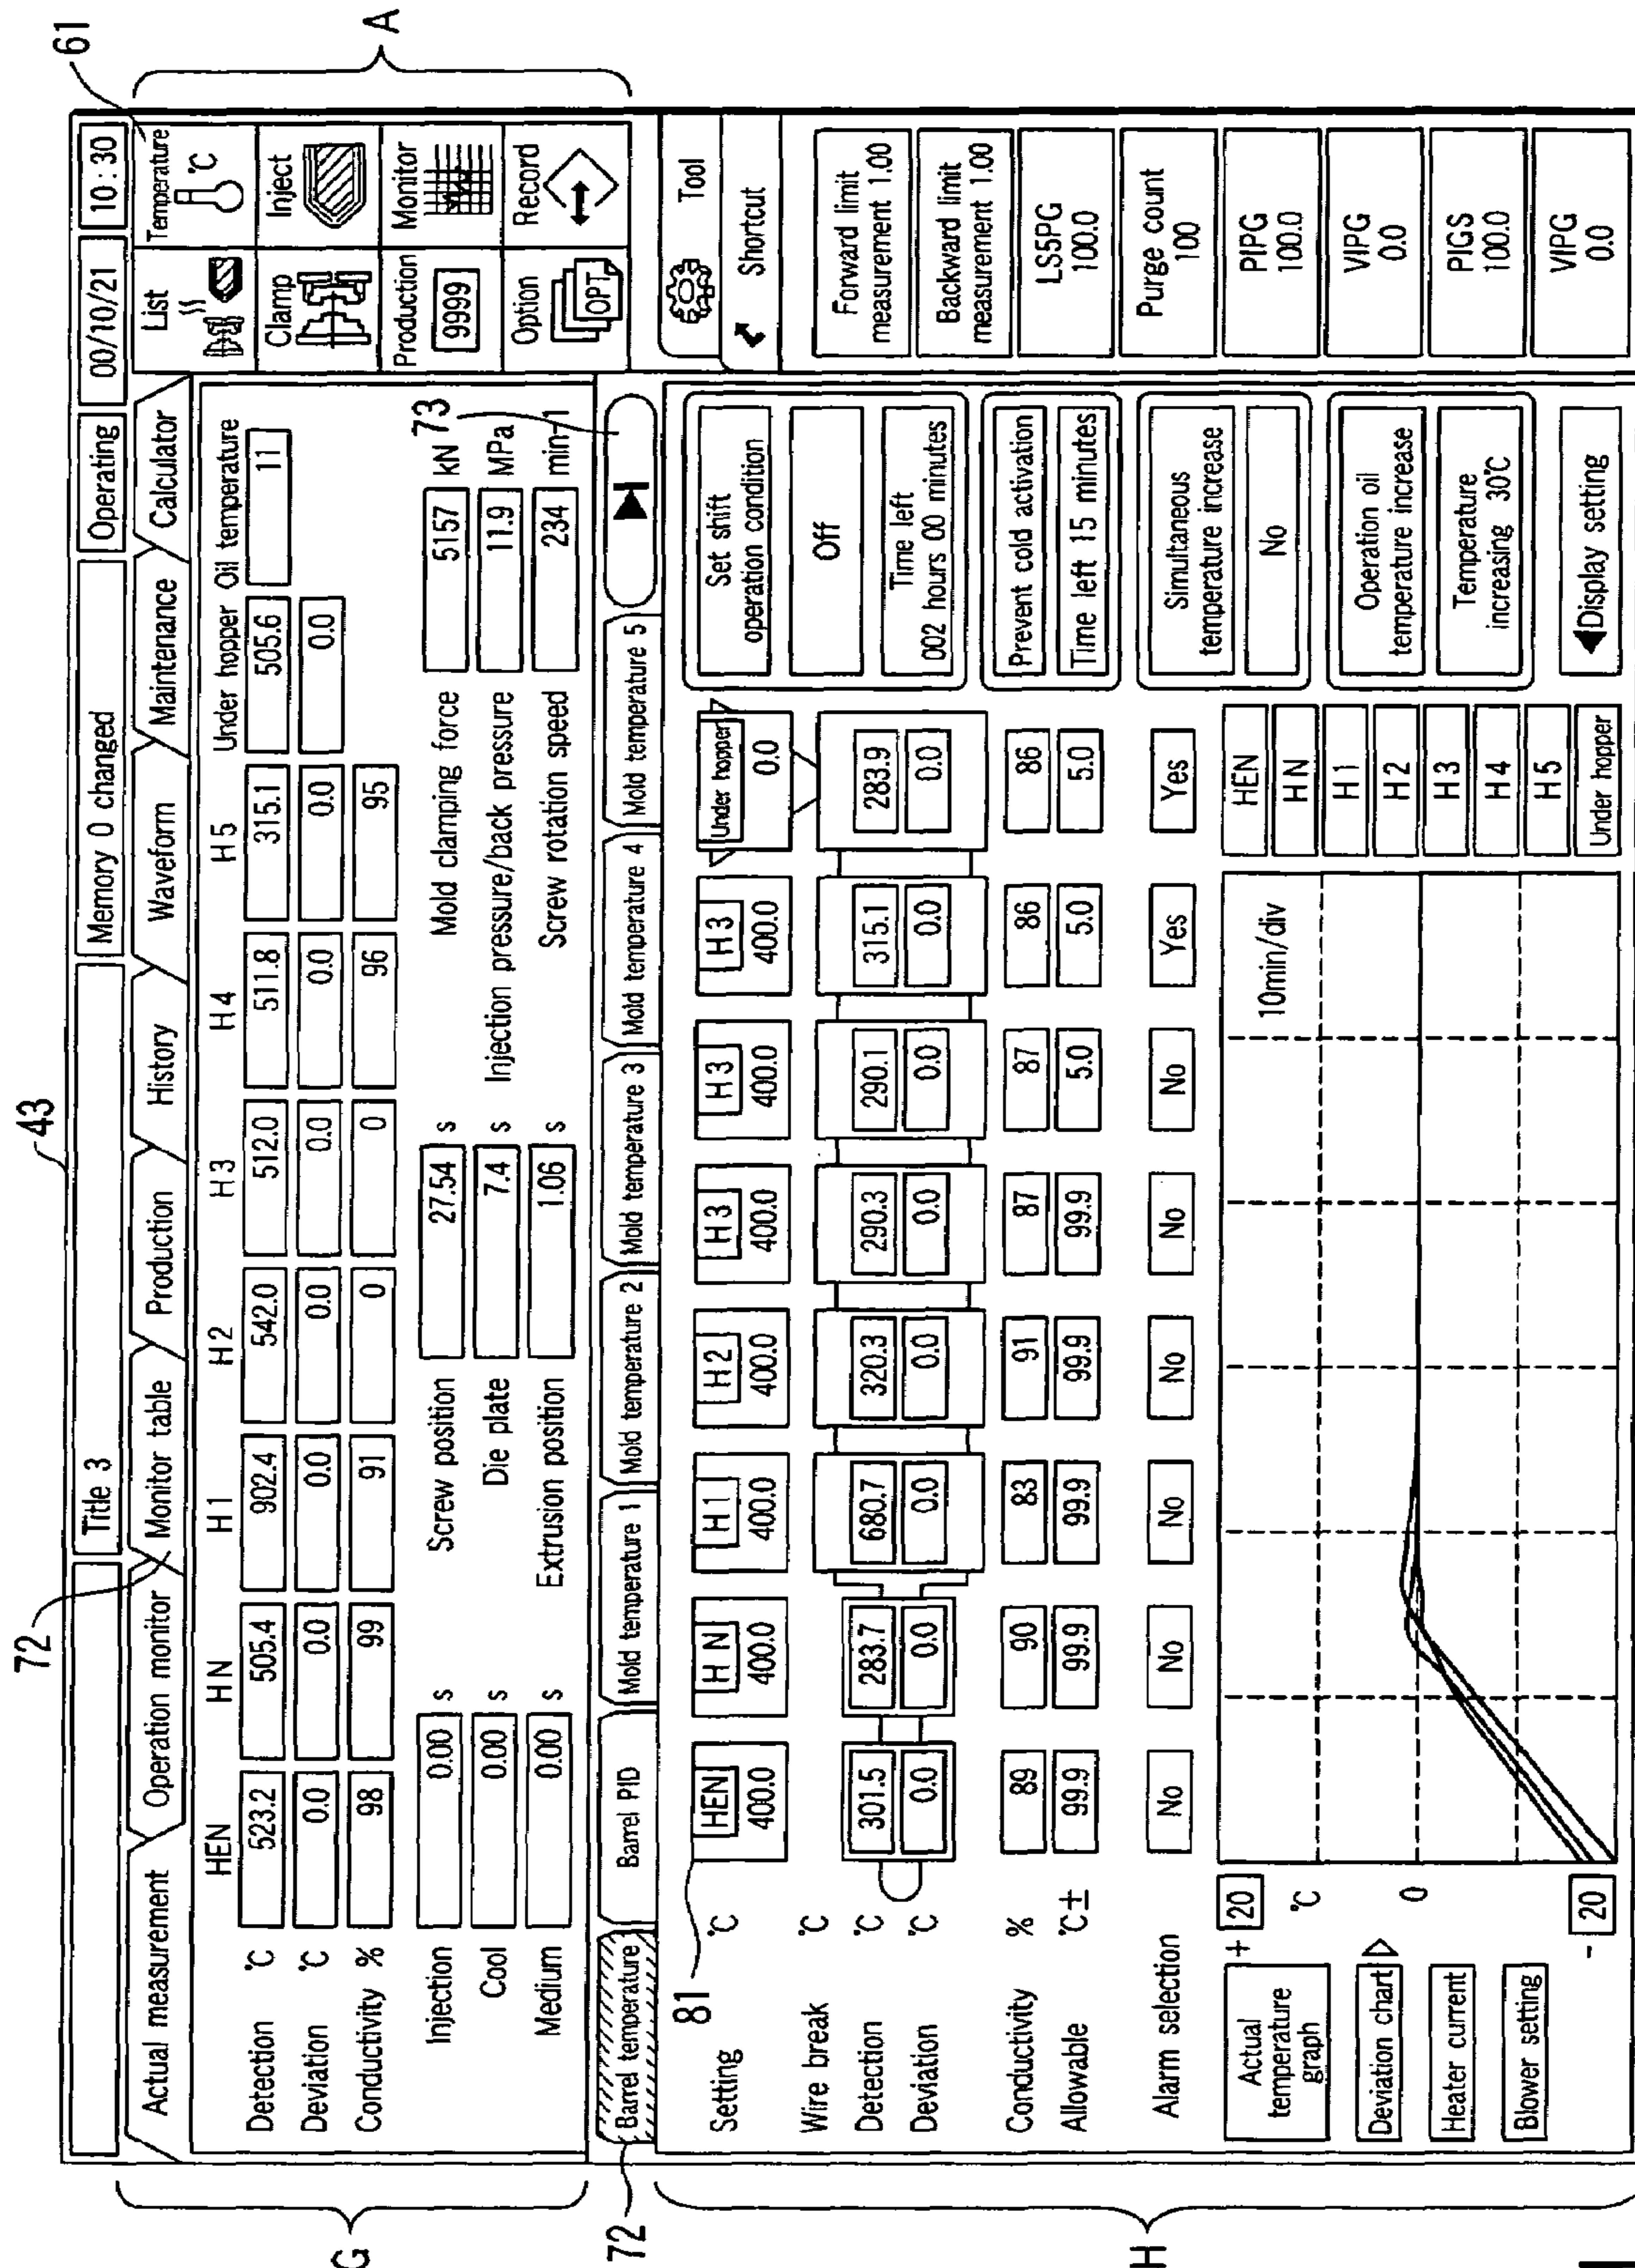 43
72
Title 3
Memory 0 changed
Operating
00/10/21
10:30
61
Actual measurement
Operation monitor
Monitor table
Production
History
Waveform
Maintenance
Calculator
HEN HN H1 H2 H3 H4 H5 Under hopper Oil temperature
Detection °C 523.2 505.4 902.4 542.0 512.0 511.8 315.1 505.6 11
Deviation °C 0.0 0.0 0.0 0.0 0.0 0.0 0.0 0.0
Conductivity % 98 99 91 0 0 96 95
Injection 0.00 s Screw position 27.54 s Mold clamping force 5157 kN
Cool 0.00 s Die plate 7.4 s Injection pressure/back pressure 11.9 MPa
Medium 0.00 s Extrusion position 1.06 s Screw rotation speed 234 min-1
73
G
List
Temperature
°C
Clamp
Inject
Production
9999
Monitor
Option
OPT
Record
A
72
Barrel temperature
Barrel PID
Mold temperature 1
Mold temperature 2
Mold temperature 3
Mold temperature 4
Mold temperature 5
81
HEN HN H1 H2 H3 H3 H3 Under hopper
Setting °C 400.0 400.0 400.0 400.0 400.0 400.0 400.0 0.0
Wire break °C
Detection °C 301.5 283.7 680.7 320.3 290.3 290.1 315.1 283.9
Deviation °C 0.0 0.0 0.0 0.0 0.0 0.0 0.0 0.0
Conductivity % 89 90 83 91 87 87 86 86
Allowable °C± 99.9 99.9 99.9 99.9 99.9 5.0 5.0 5.0
Alarm selection No No No No No No Yes Yes
Actual
temperature
graph
Deviation chart
Heater current
Blower setting
+ 20
°C
0
- 20
10min/div
HEN
HN
H1
H2
H3
H4
H5
Under hopper
H
Set shift
operation condition
Off
Time left
002 hours 00 minutes
Prevent cold activation
Time left 15 minutes
Simultaneous
temperature increase
No
Operation oil
temperature increase
Temperature
increasing 30°C
Display setting
Tool
Shortcut
Forward limit
measurement 1.00
Backward limit
measurement 1.00
LS5PG
100.0
Purge count
100
PIPG
100.0
VIPG
0.0
PIGS
100.0
VIPG
0.0